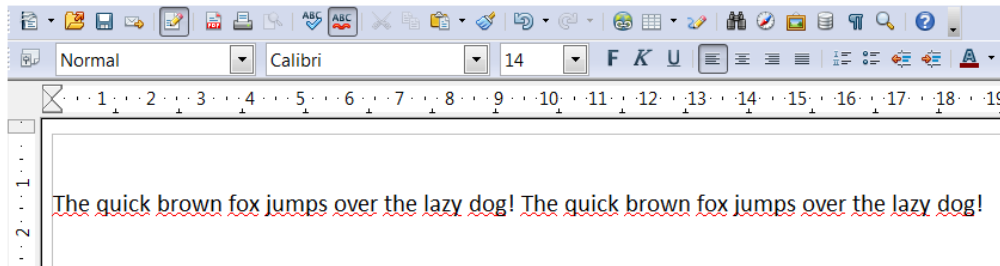 ABC ABC
Normal Calibri 14 F K U A
1 2 3 4 5 6 7 8 9 10 11 12 13 14 15 16 17 18 19
1
The quick brown fox jumps over the lazy dog! The quick brown fox jumps over the lazy dog!
2